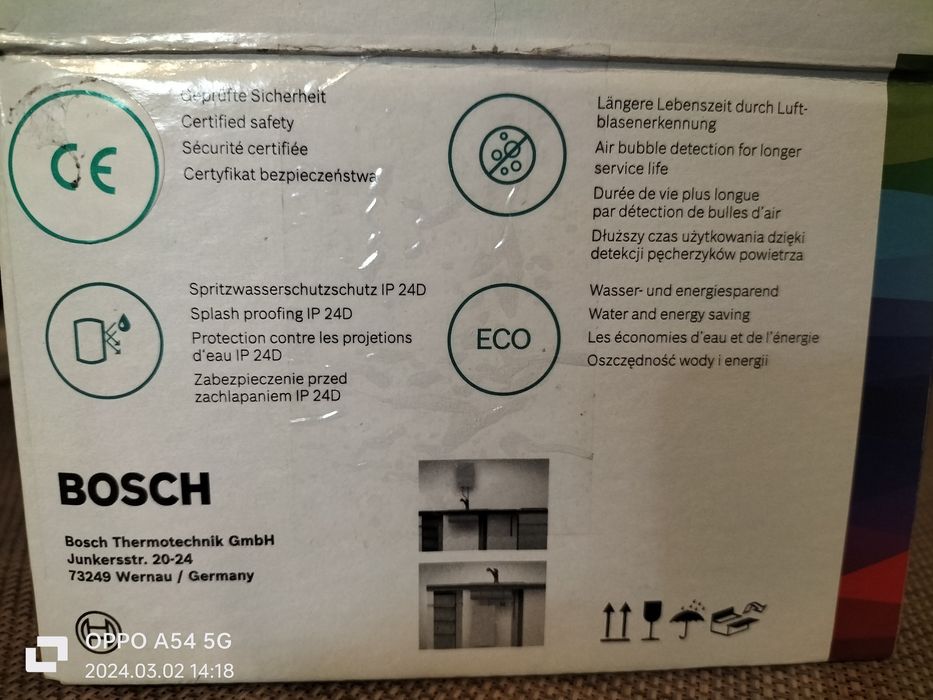 CE
Geprüfte Sicherheit
Certified safety
Sécurité certifiée
Certyfikat bezpieczeństwa
Längere Lebenszeit durch Luft-
blasenerkennung
Air bubble detection for longer
service life
Durée de vie plus longue
par détection de bulles d'air
Dłuższy czas użytkowania dzięki
detekcji pęcherzyków powietrza
Spritzwasserschutzschutz IP 24D
Splash proofing IP 24D
Protection contre les projetions
d'eau IP 24D
Zabezpieczenie przed
zachlapaniem IP 24D
ECO
Wasser- und energiesparend
Water and energy saving
Les économies d'eau et de l'énergie
Oszczędność wody i energii
BOSCH
Bosch Thermotechnik GmbH
Junkersstr. 20-24
73249 Wernau / Germany
OPPO A54 5G
2024.03.02 14:18